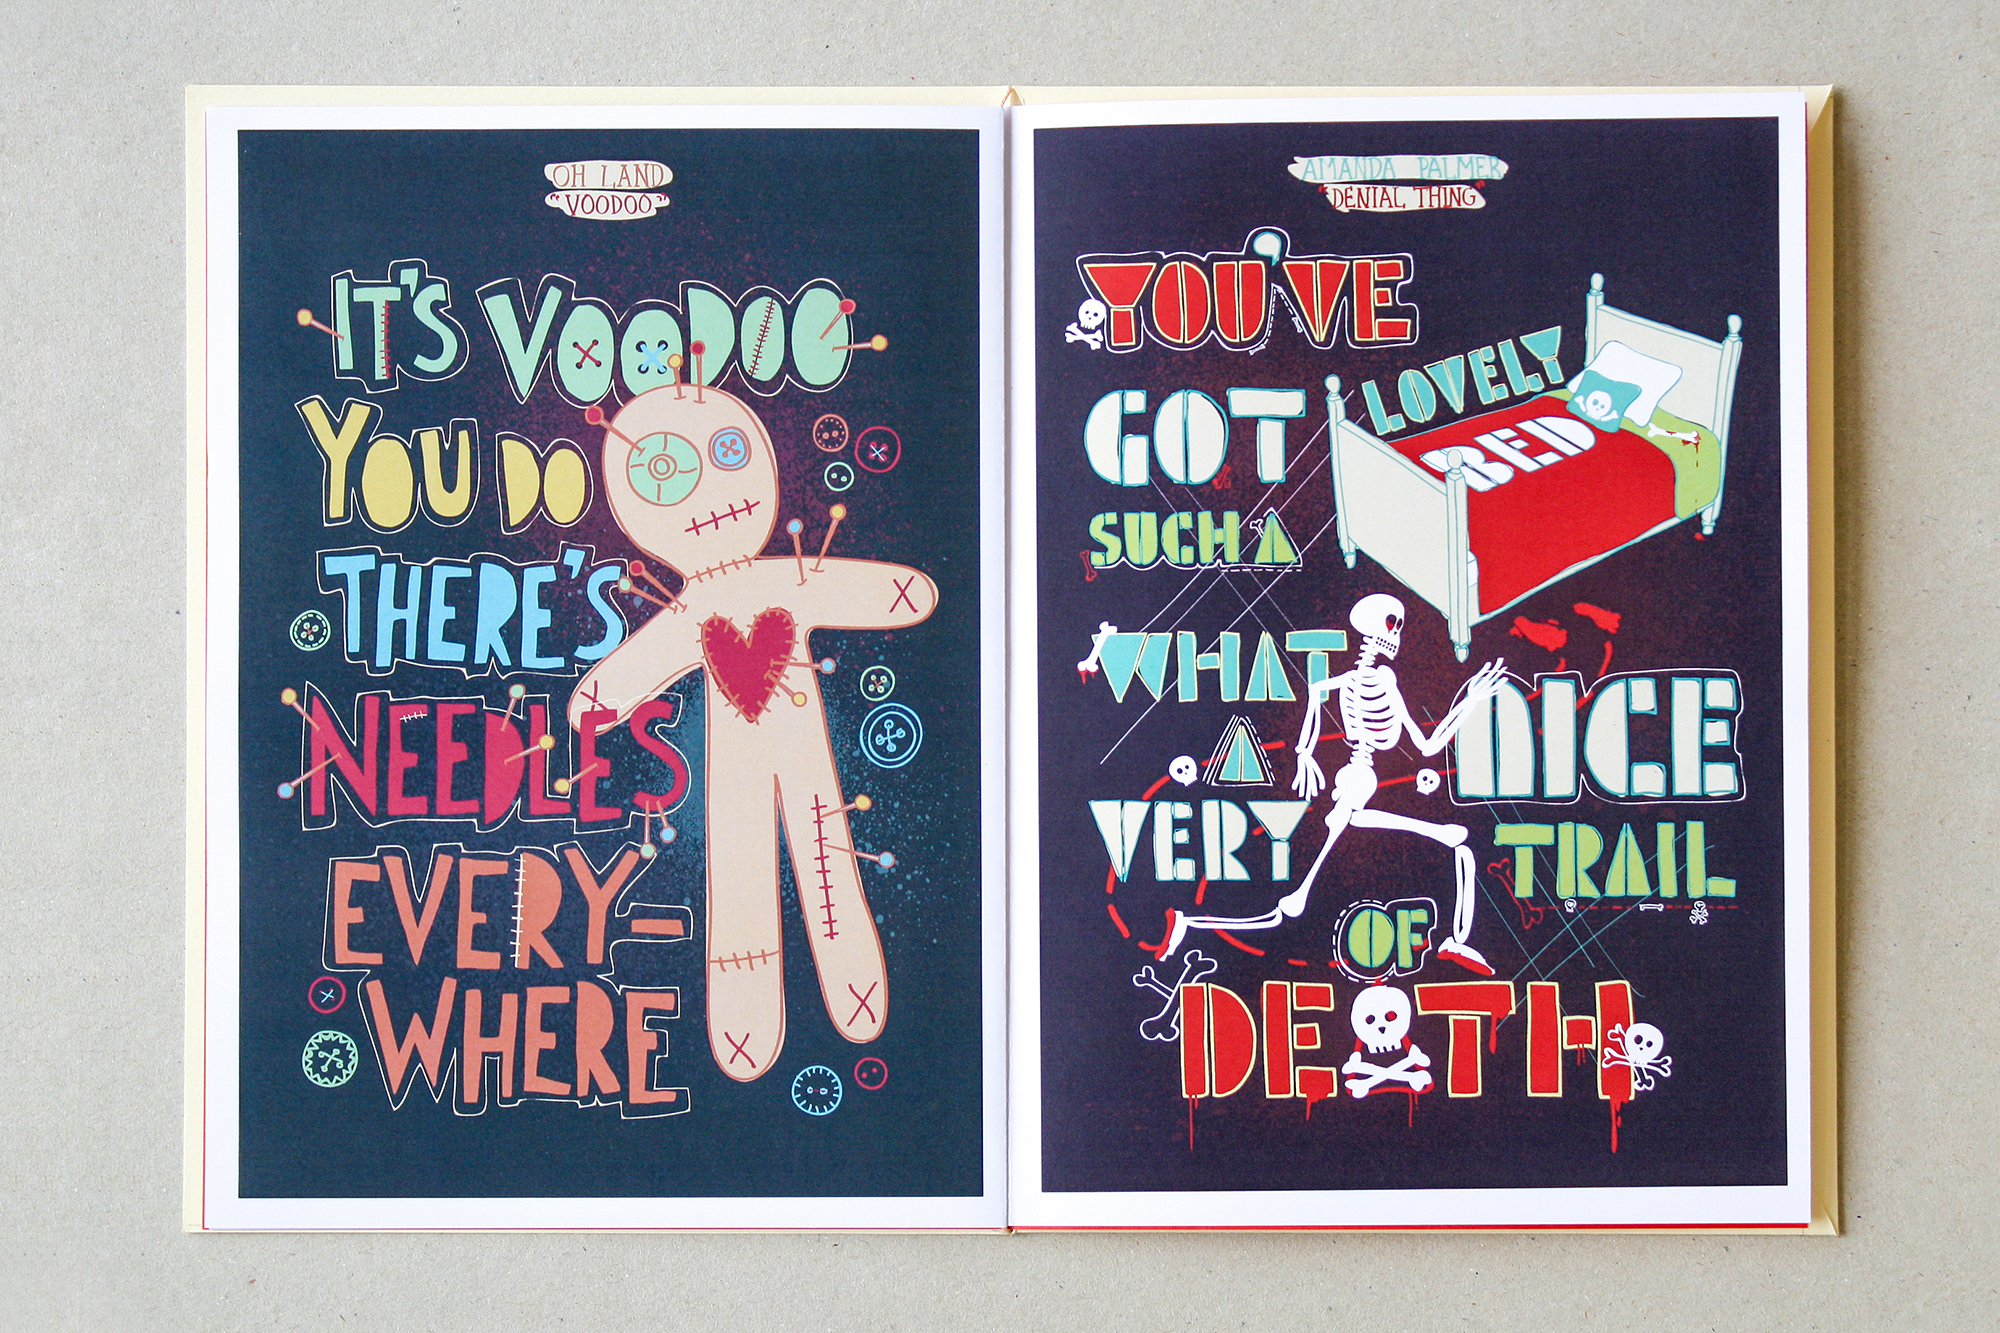 OH LAND
"VOODOO"
IT'S VOODOO
YOU DO
THERE'S
NEEDLES
EVERY-
WHERE
AMANDA PALMER
"DENIAL THING"
YOU'VE
GOT
SUCH A
LOVELY
BED
WHAT
A
VERY
NICE
TRAIL
OF
DEATH